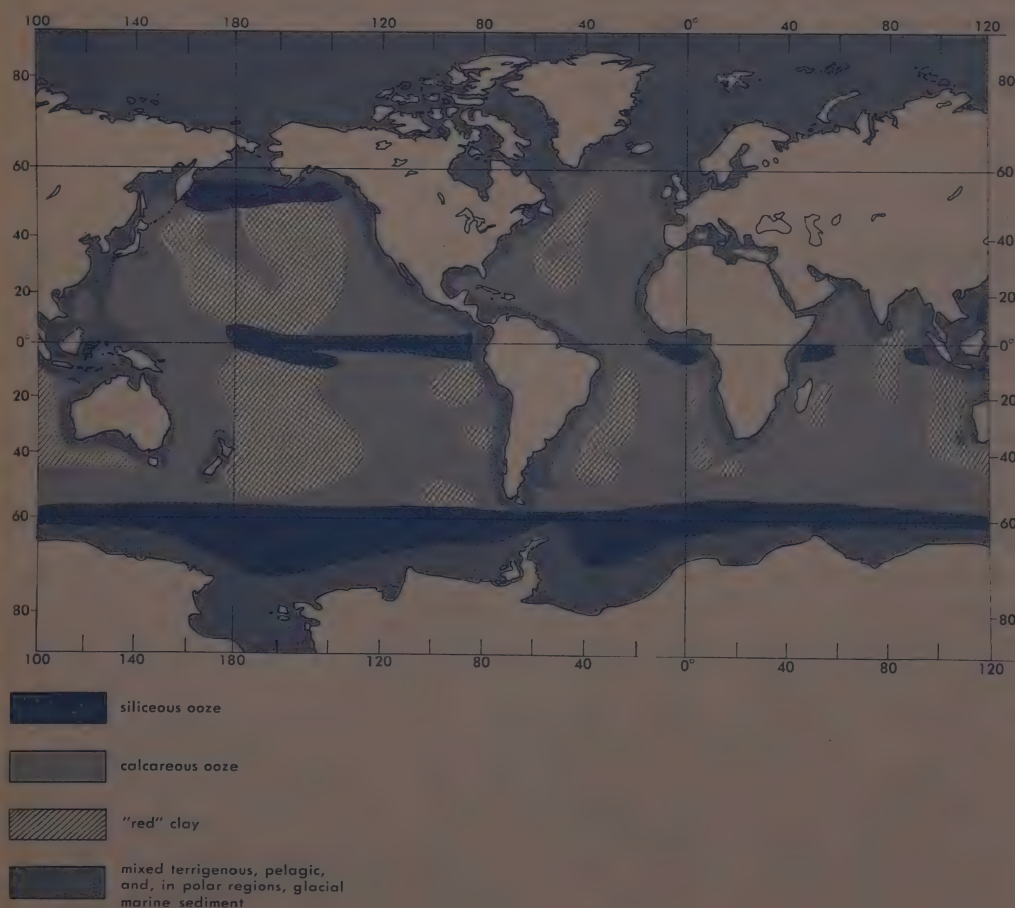 100 140 180 120 80 40 0° 40 80 120
80 80
60 60
40 40
20 20
0° 0°
20 20
40 40
60 60
80 80
100 140 180 120 80 40 0° 40 80 120
siliceous ooze
calcareous ooze
"red" clay
mixed terrigenous, pelagic,
and, in polar regions, glacial
marine sediment